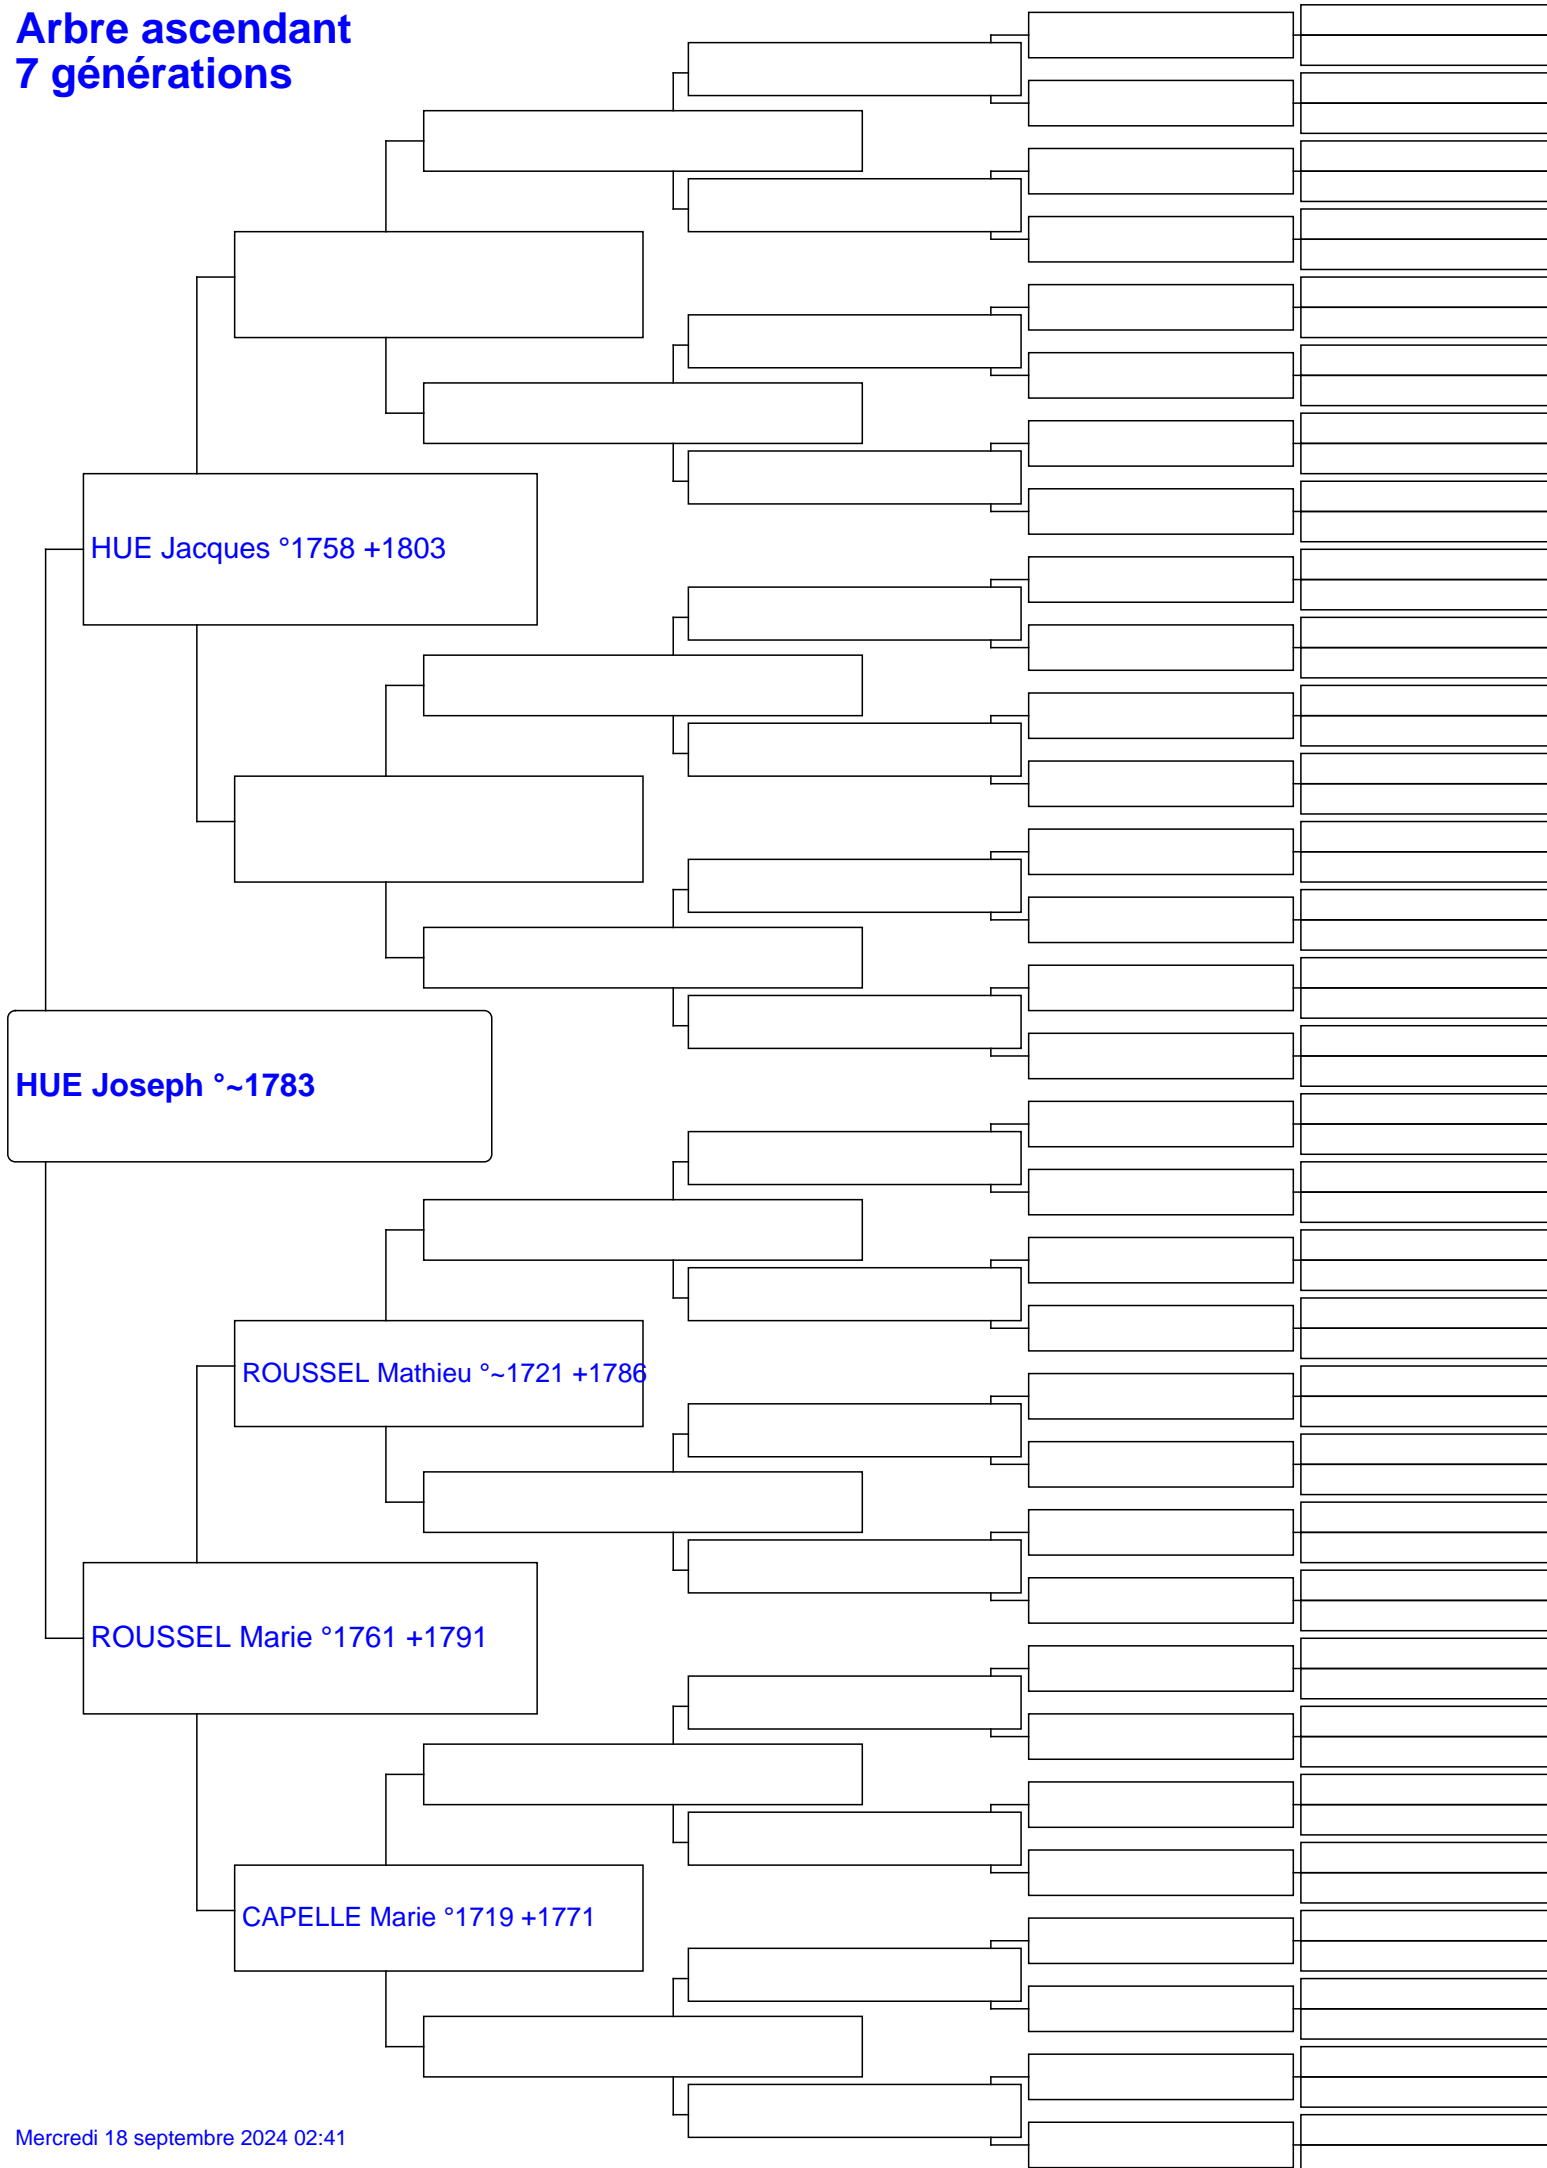 Arbre ascendant
7 générations
HUE Jacques °1758 +1803
HUE Joseph °~1783
ROUSSEL Mathieu °~1721 +1786
ROUSSEL Marie °1761 +1791
CAPELLE Marie °1719 +1771
Mercredi 18 septembre 2024 02:41